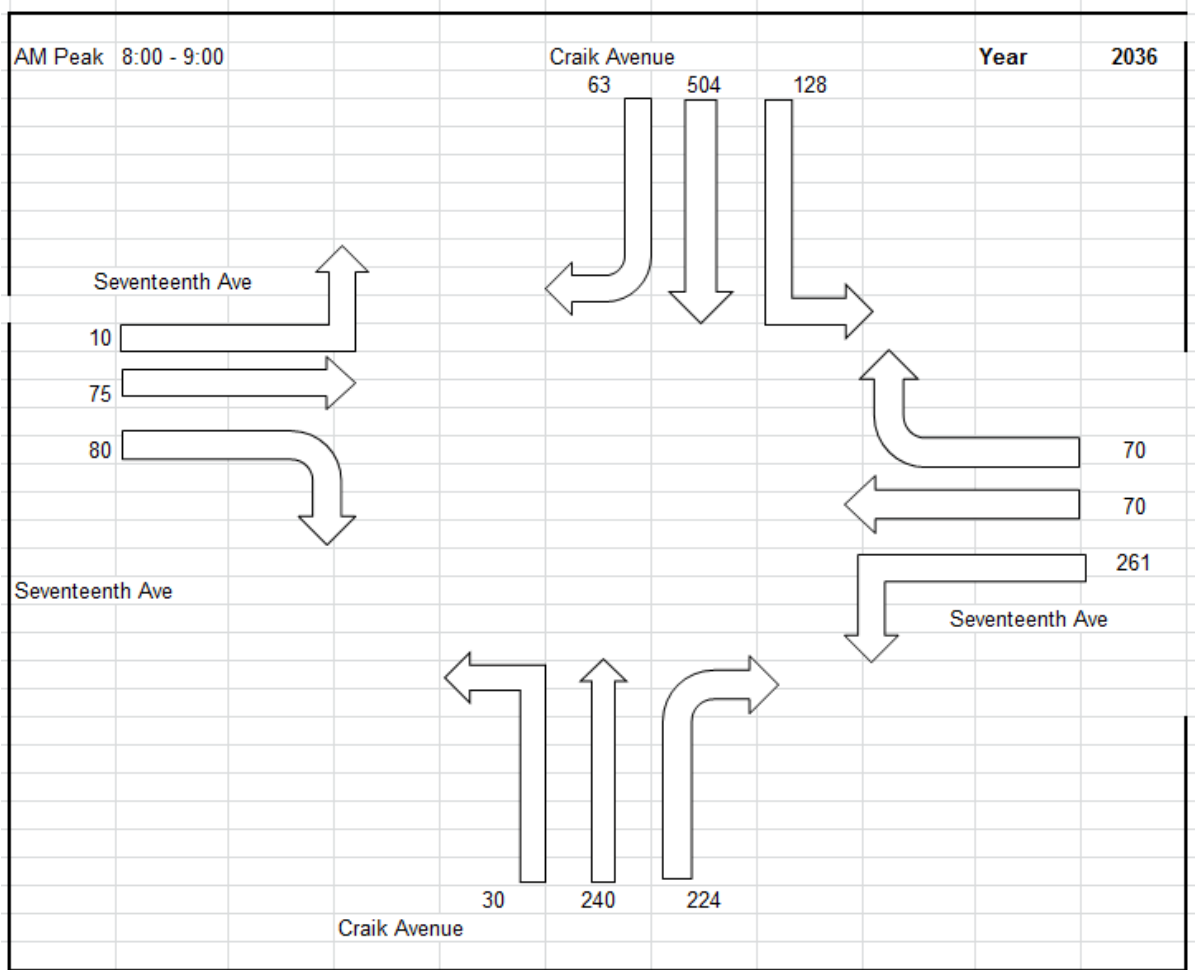 AM Peak 8:00 - 9:00 Craik Avenue Year 2036
63 504 128
Seventeenth Ave
10
75
80 70
70
261
Seventeenth Ave
Seventeenth Ave
30 240 224
Craik Avenue